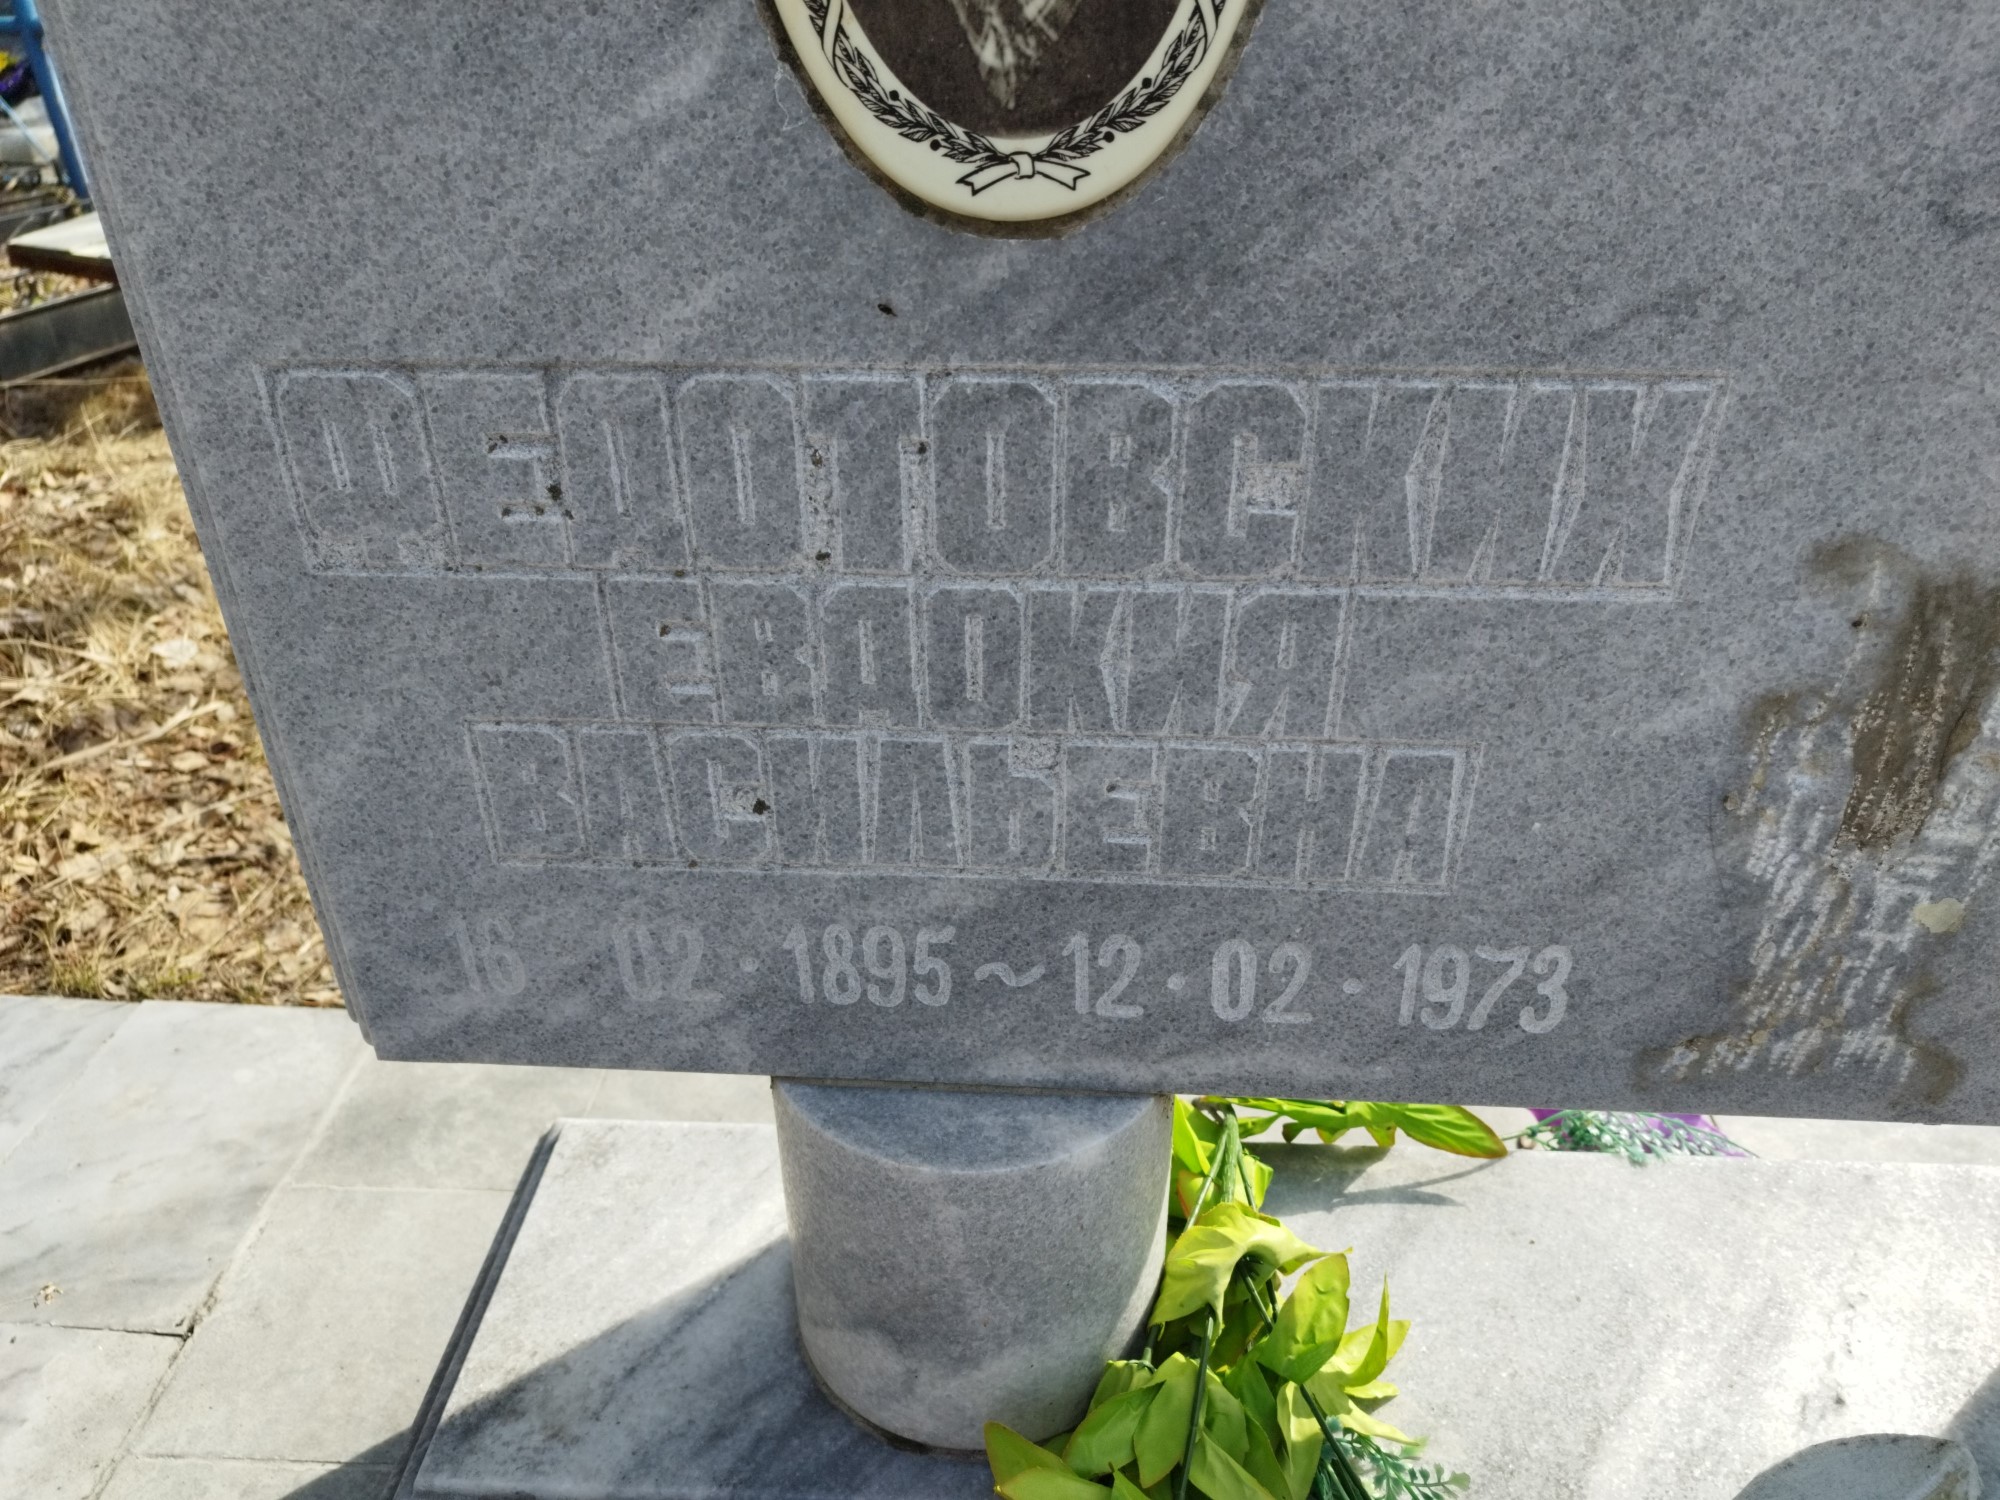 ФЕДОТОВСКИХ
ЕВДОКИЯ
ВАСИЛЬЕВНА
16 02 · 1895 ~ 12 · 02 · 1973